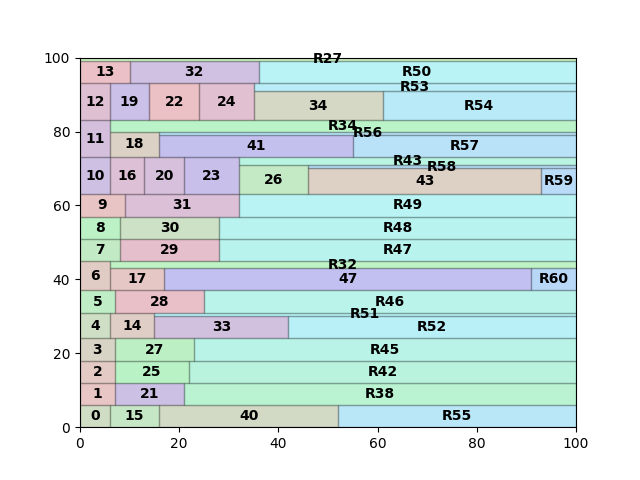 R27
100
13 32 R50
R53
12 19 22 24 34 R54
R34
80
11 18 41 R56 R57
R43
R58
10 16 20 23 26 43 R59
60
9 31 R49
8 30 R48
7 29 R47
R32
40
6 17 47 R60
5 28 R46
R51
4 14 33 R52
20
3 27 R45
2 25 R42
1 21 R38
0 15 40 R55
0
0 20 40 60 80 100